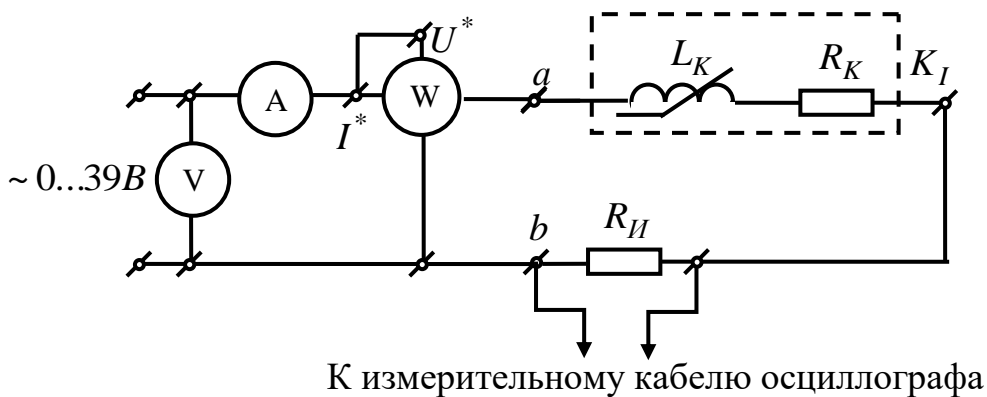 U*
L_K
R_K
K_I
a
A
W
I*
~ 0...39B
V
b
R_И
К измерительному кабелю осциллографа